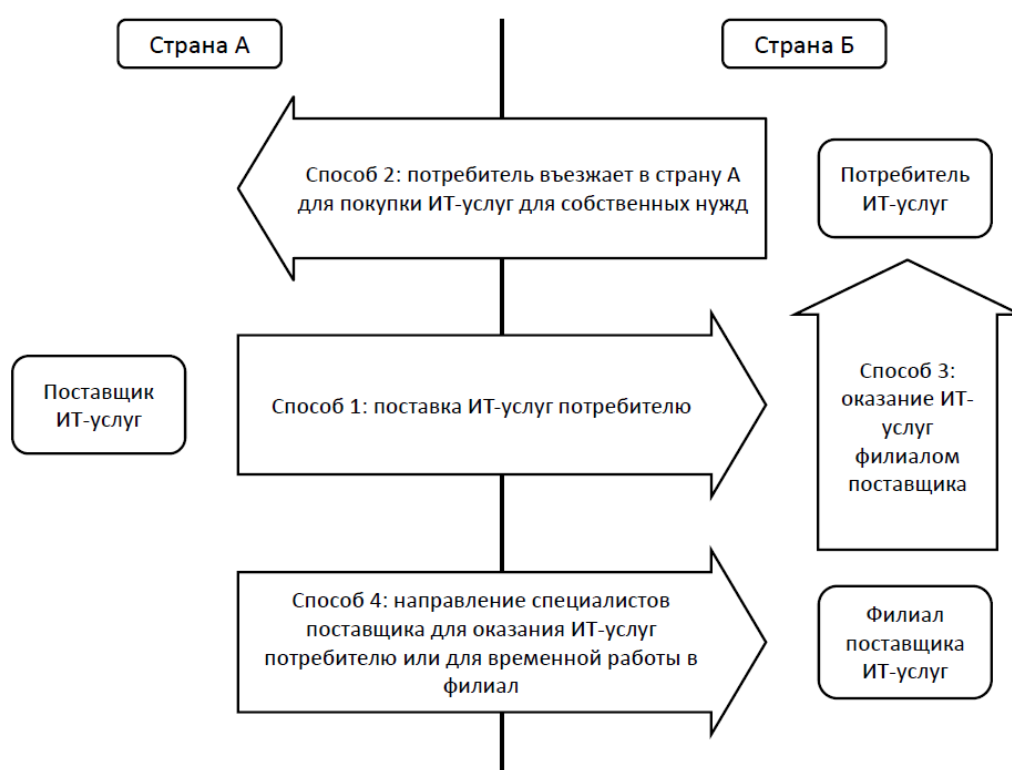 Страна А
Страна Б
Способ 2: потребитель въезжает в страну А
для покупки ИТ-услуг для собственных нужд
Потребитель
ИТ-услуг
Поставщик
ИТ-услуг
Способ 1: поставка ИТ-услуг потребителю
Способ 3:
оказание ИТ-
услуг
филиалом
поставщика
Способ 4: направление специалистов
поставщика для оказания ИТ-услуг
потребителю или для временной работы в
филиал
Филиал
поставщика
ИТ-услуг